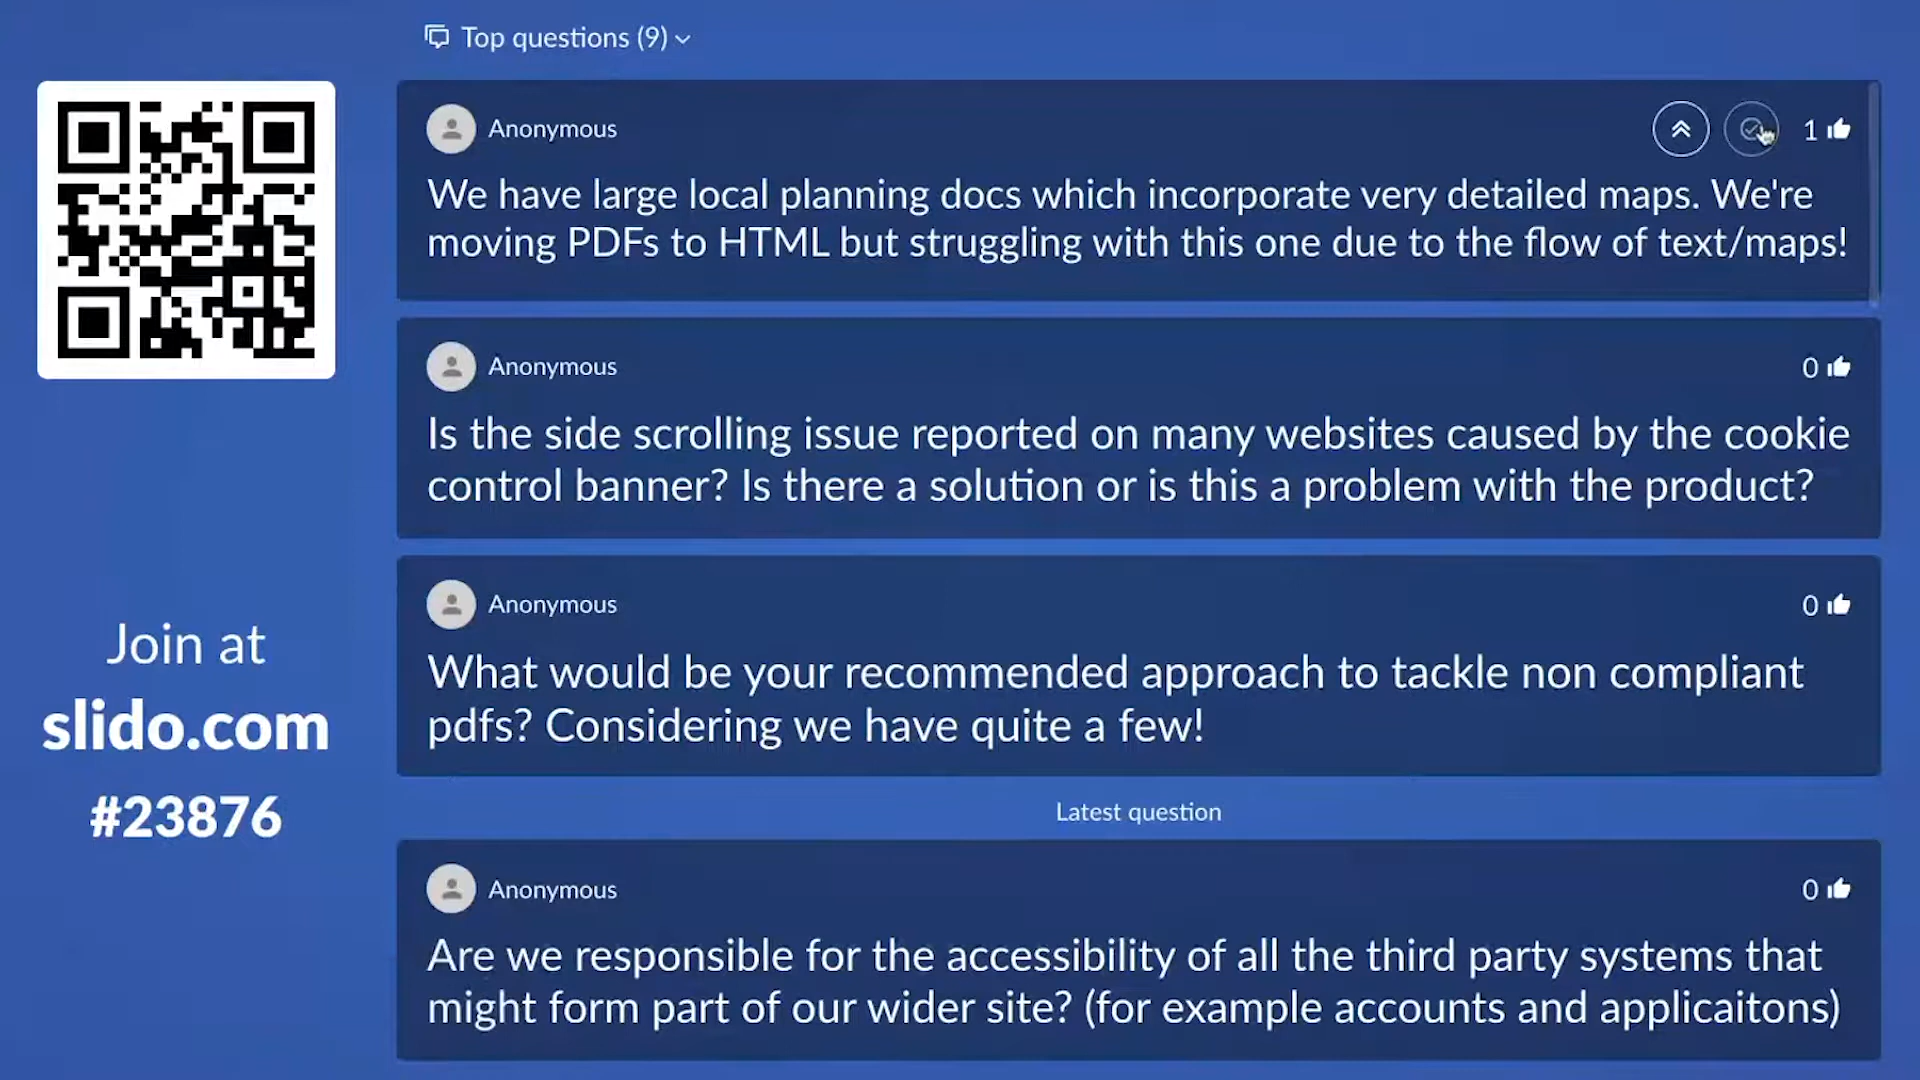 Top questions (9)
Anonymous
1
We have large local planning docs which incorporate very detailed maps. We're
moving PDFs to HTML but struggling with this one due to the flow of text/maps!
Anonymous
0
Is the side scrolling issue reported on many websites caused by the cookie
control banner? Is there a solution or is this a problem with the product?
Anonymous
0
What would be your recommended approach to tackle non compliant
pdfs? Considering we have quite a few!
Latest question
Anonymous
0
Are we responsible for the accessibility of all the third party systems that
might form part of our wider site? (for example accounts and applicaitons)
Join at
slido.com
#23876